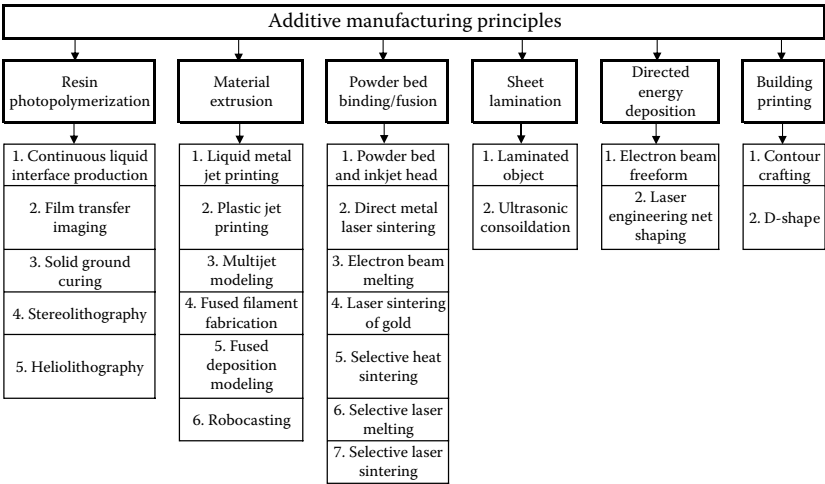 Additive manufacturing principles
Resin
photopolymerization
1. Continuous liquid
interface production
2. Film transfer
imaging
3. Solid ground
curing
4. Stereolithography
5. Heliolithography
Material
extrusion
1. Liquid metal
jet printing
2. Plastic jet
printing
3. Multijet
modeling
4. Fused filament
fabrication
5. Fused
deposition
modeling
6. Robocasting
Powder bed
binding/fusion
1. Powder bed
and inkjet head
2. Direct metal
laser sintering
3. Electron beam
melting
4. Laser sintering
of gold
5. Selective heat
sintering
6. Selective laser
melting
7. Selective laser
sintering
Sheet
lamination
1. Laminated
object
2. Ultrasonic
consoildation
Directed
energy
deposition
1. Electron beam
freeform
2. Laser
engineering net
shaping
Building
printing
1. Contour
crafting
2. D-shape